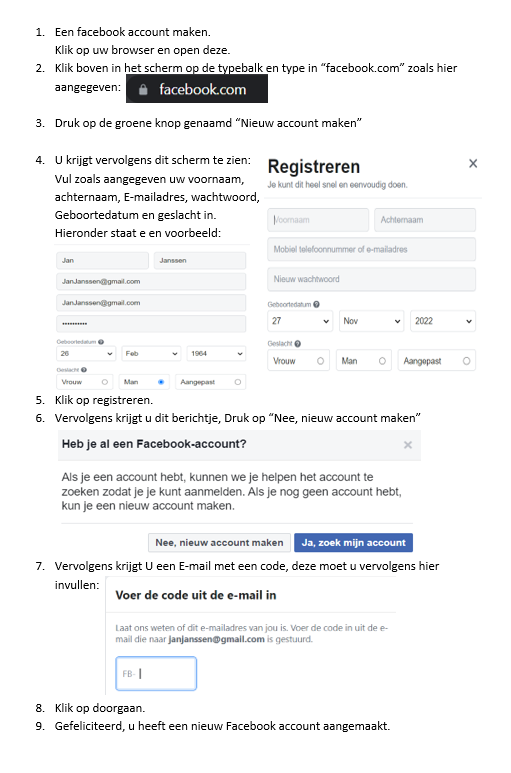 1. Een facebook account maken.
Klik op uw browser en open deze.
2. Klik boven in het scherm op de typebalk en type in “facebook.com” zoals hier
aangegeven: facebook.com
3. Druk op de groene knop genaamd “Nieuw account maken”
4. U krijgt vervolgens dit scherm te zien:
Vul zoals aangegeven uw voornaam,
achternaam, E-mailadres, wachtwoord,
Geboortedatum en geslacht in.
Hieronder staat e en voorbeeld:
Registreren
Je kunt dit heel snel en eenvoudig doen.
Voornaam Achternaam
Mobiel telefoonnummer of e-mailadres
Nieuw wachtwoord
Geboortedatum
27 Nov 2022
Geslacht
Vrouw Man Aangepast
Jan Janssen
JanJanssen@gmail.com
JanJanssen@gmail.com
••••••••••
Geboortedatum
26 Feb 1964
Geslacht
Vrouw Man Aangepast
5. Klik op registreren.
6. Vervolgens krijgt u dit berichtje, Druk op “Nee, nieuw account maken”
Heb je al een Facebook-account?
Als je een account hebt, kunnen we je helpen het account te
zoeken zodat je je kunt aanmelden. Als je nog geen account hebt,
kun je een nieuw account maken.
Nee, nieuw account maken Ja, zoek mijn account
7. Vervolgens krijgt U een E-mail met een code, deze moet u vervolgens hier
invullen:
Voer de code uit de e-mail in
Laat ons weten of dit e-mailadres van jou is. Voer de code in uit de e-
mail die naar janjanssen@gmail.com is gestuurd.
FB-
8. Klik op doorgaan.
9. Gefeliciteerd, u heeft een nieuw Facebook account aangemaakt.